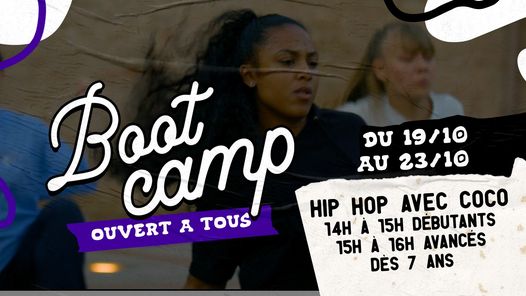 Boot
camp
OUVERT A TOUS
DU 19/10
AU 23/10
HIP HOP AVEC COCO
14H À 15H DÉBUTANTS
15H À 16H AVANCÉS
DÈS 7 ANS